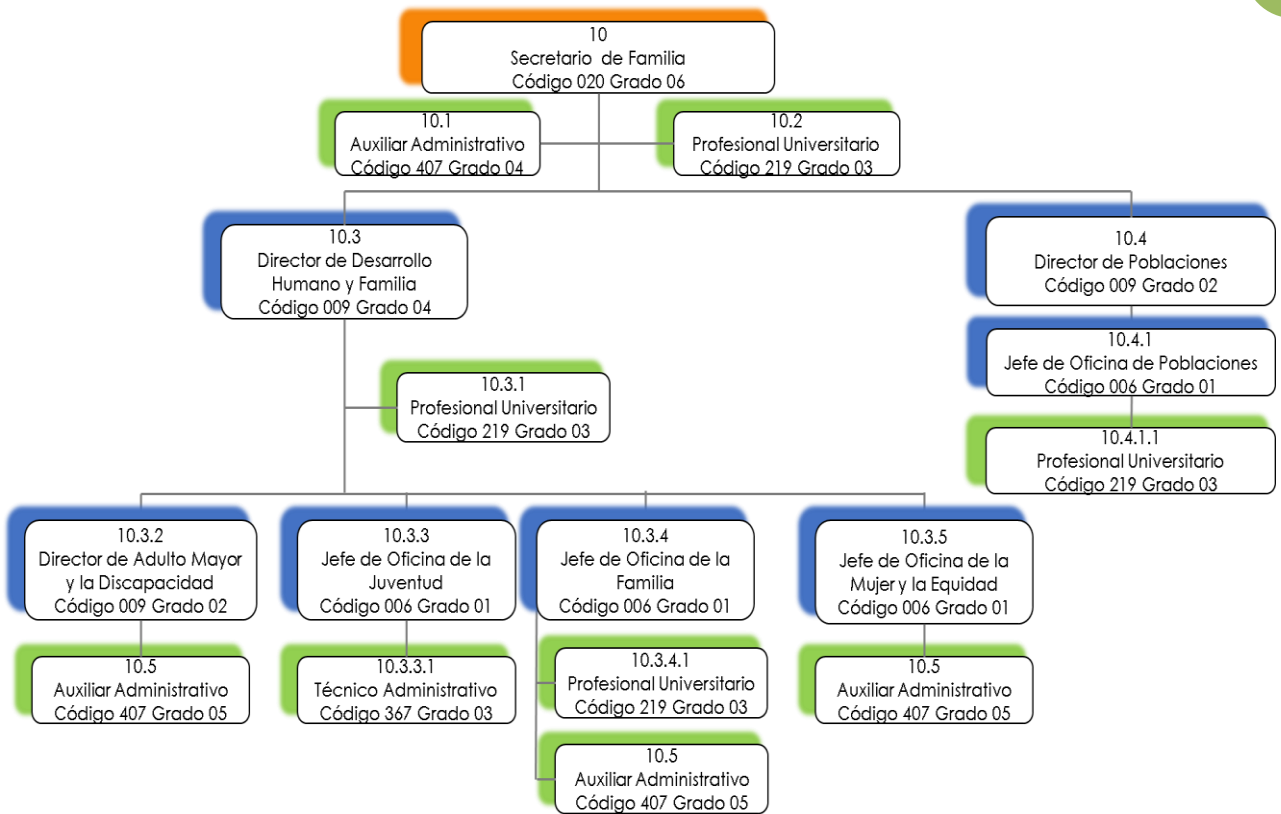 10
Secretario de Familia
Código 020 Grado 06
10.1
Auxiliar Administrativo
Código 407 Grado 04
10.2
Profesional Universitario
Código 219 Grado 03
10.3
Director de Desarrollo
Humano y Familia
Código 009 Grado 04
10.4
Director de Poblaciones
Código 009 Grado 02
10.4.1
Jefe de Oficina de Poblaciones
Código 006 Grado 01
10.3.1
Profesional Universitario
Código 219 Grado 03
10.4.1.1
Profesional Universitario
Código 219 Grado 03
10.3.2
Director de Adulto Mayor
y la Discapacidad
Código 009 Grado 02
10.3.3
Jefe de Oficina de la
Juventud
Código 006 Grado 01
10.3.4
Jefe de Oficina de la
Familia
Código 006 Grado 01
10.3.5
Jefe de Oficina de la
Mujer y la Equidad
Código 006 Grado 01
10.5
Auxiliar Administrativo
Código 407 Grado 05
10.3.3.1
Técnico Administrativo
Código 367 Grado 03
10.3.4.1
Profesional Universitario
Código 219 Grado 03
10.5
Auxiliar Administrativo
Código 407 Grado 05
10.5
Auxiliar Administrativo
Código 407 Grado 05